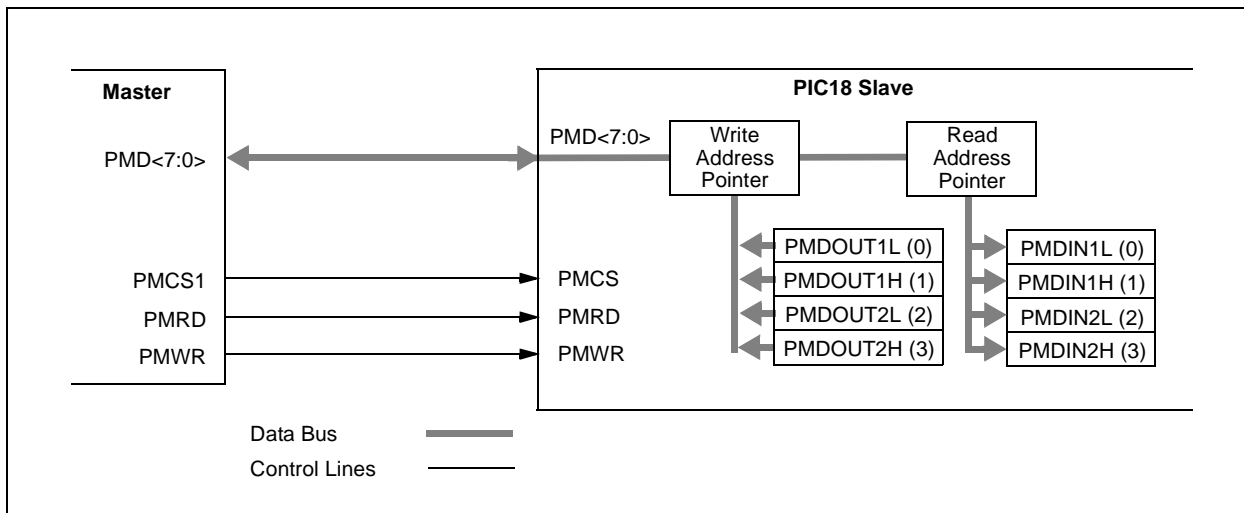 Master
PIC18 Slave
PMD<7:0>
PMD<7:0>
Write
Address
Pointer
Read
Address
Pointer
PMDOUT1L (0)
PMDIN1L (0)
PMCS1
PMCS
PMDOUT1H (1)
PMDIN1H (1)
PMRD
PMRD
PMDOUT2L (2)
PMDIN2L (2)
PMWR
PMWR
PMDOUT2H (3)
PMDIN2H (3)
Data Bus
Control Lines